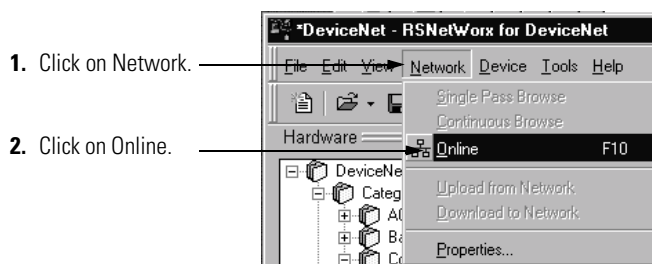 *DeviceNet - RSNetWorx for DeviceNet
1. Click on Network.
File Edit View Network Device Tools Help
Single Pass Browse
Continuous Browse
Hardware
2. Click on Online.
Online F10
DeviceNe
Categ
Upload from Network
Download to Network
Properties...